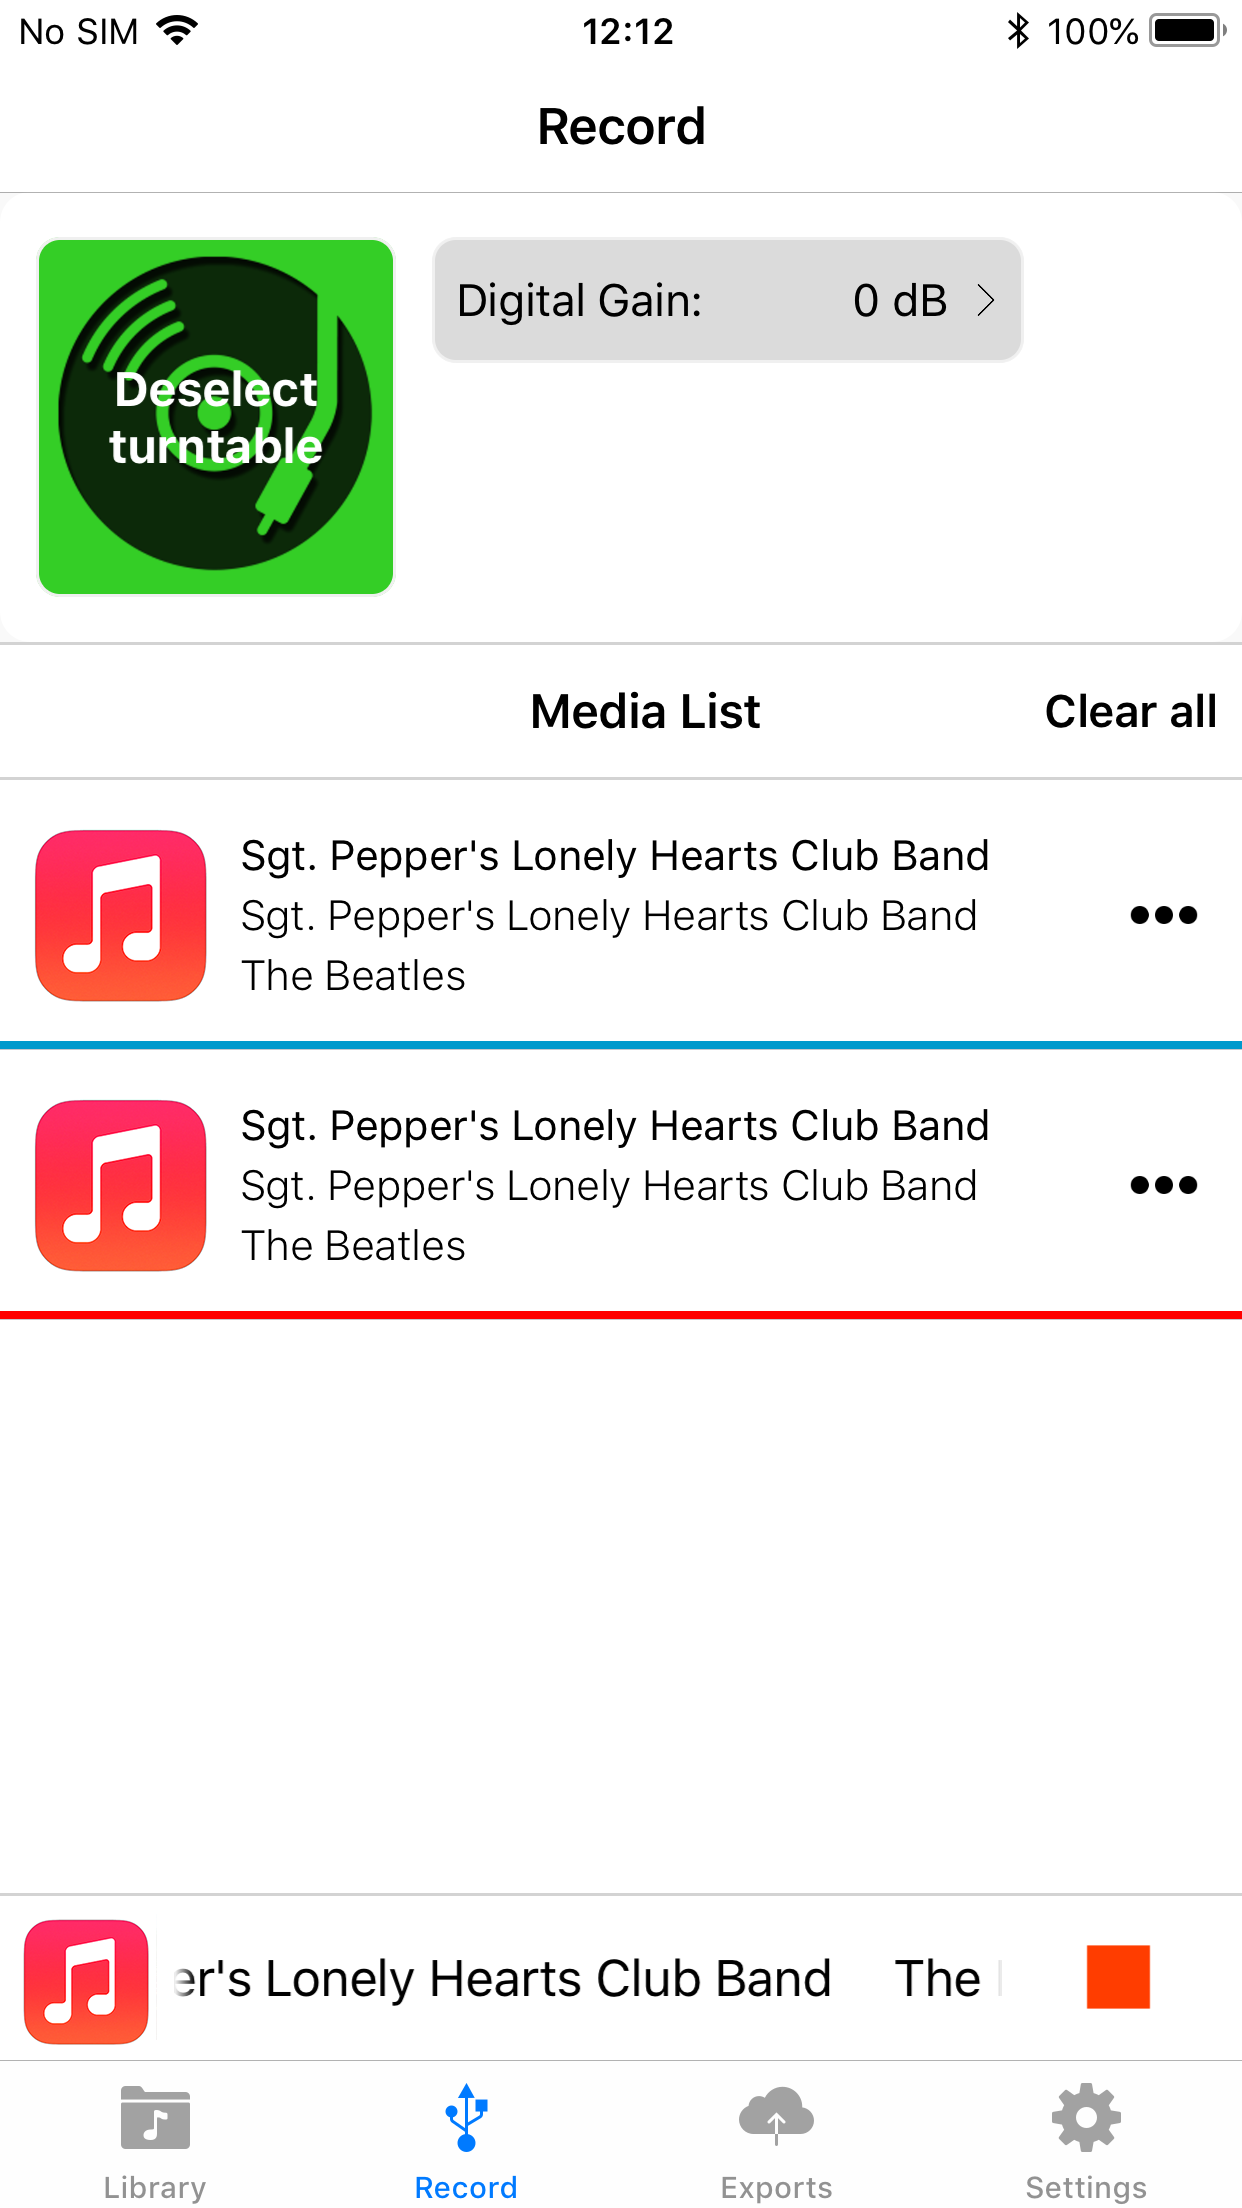 No SIM 12:12 100%
Record
Digital Gain: 0 dB
Deselect
turntable
Media List Clear all
Sgt. Pepper's Lonely Hearts Club Band
Sgt. Pepper's Lonely Hearts Club Band
The Beatles
Sgt. Pepper's Lonely Hearts Club Band
Sgt. Pepper's Lonely Hearts Club Band
The Beatles
er's Lonely Hearts Club Band The
Library Record Exports Settings